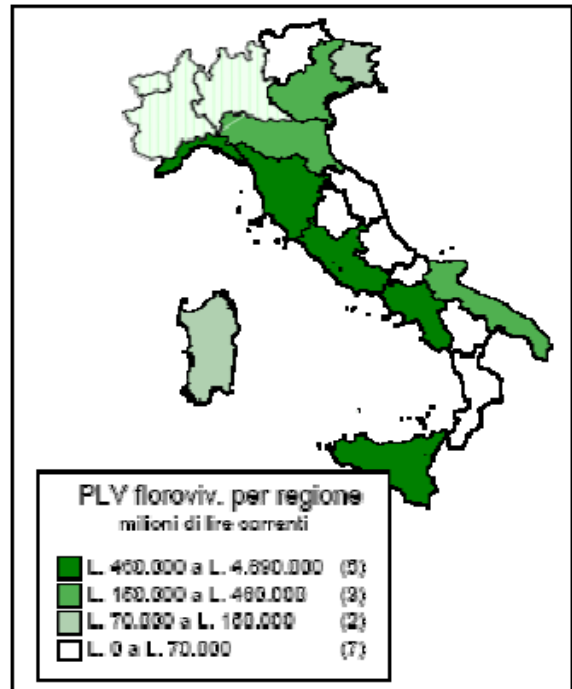 PLV floroviv. per regione
milioni di lire correnti
L. 460.000 a L. 4.690.000 (5)
L. 160.000 a L. 460.000 (3)
L. 70.000 a L. 160.000 (2)
L. 0 a L. 70.000 (7)